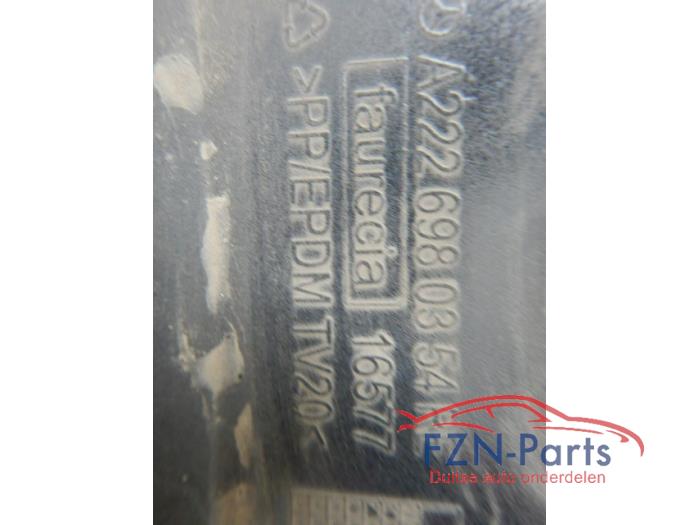 A222 698 03 54
faurecia 16577
>PP/EPDM TV20<
FZN-Parts
Duitse auto onderdelen